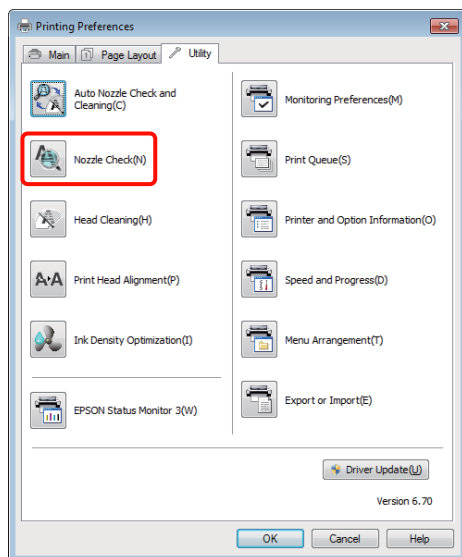 Printing Preferences
Main
Page Layout
Utility
Auto Nozzle Check and
Cleaning(C)
Nozzle Check(N)
Head Cleaning(H)
Print Head Alignment(P)
Ink Density Optimization(I)
EPSON Status Monitor 3(W)
Monitoring Preferences(M)
Print Queue(S)
Printer and Option Information(O)
Speed and Progress(D)
Menu Arrangement(T)
Export or Import(E)
Driver Update(U)
Version 6.70
OK
Cancel
Help